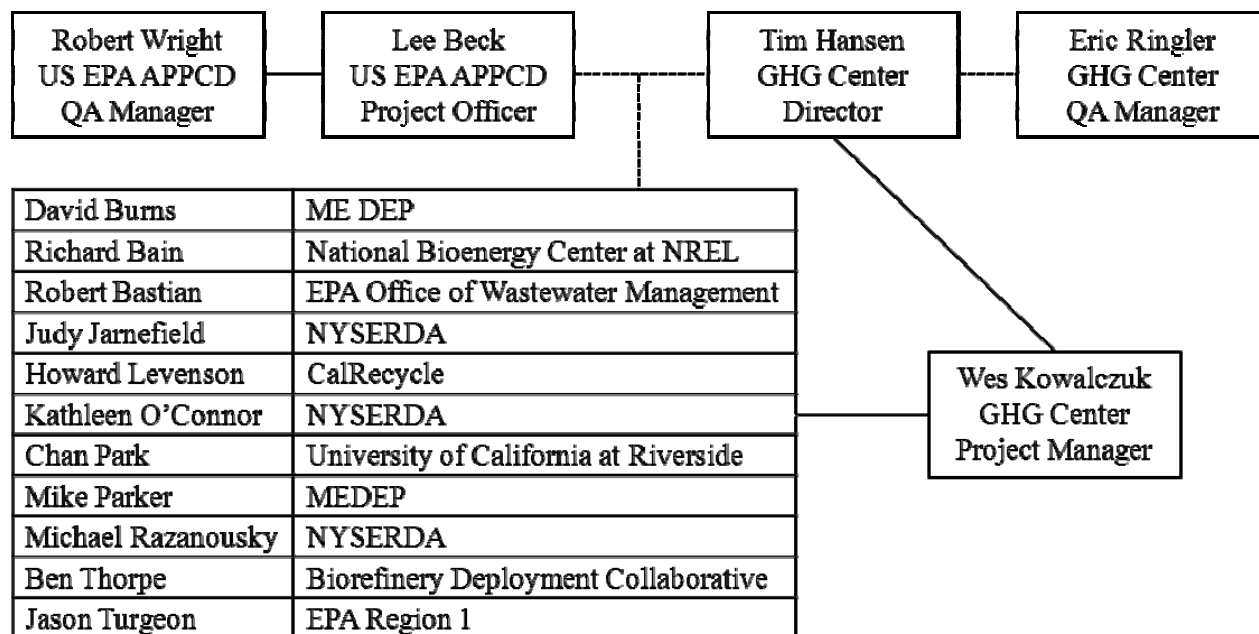 Robert Wright
US EPA APPCD
QA Manager
Lee Beck
US EPA APPCD
Project Officer
Tim Hansen
GHG Center
Director
Eric Ringler
GHG Center
QA Manager
David Burns ME DEP
Richard Bain National Bioenergy Center at NREL
Robert Bastian EPA Office of Wastewater Management
Judy Jarnefield NYSERDA
Howard Levenson CalRecycle
Kathleen O’Connor NYSERDA
Chan Park University of California at Riverside
Mike Parker MEDEP
Michael Razanousky NYSERDA
Ben Thorpe Biorefinery Deployment Collaborative
Jason Turgeon EPA Region 1
Wes Kowalczuk
GHG Center
Project Manager